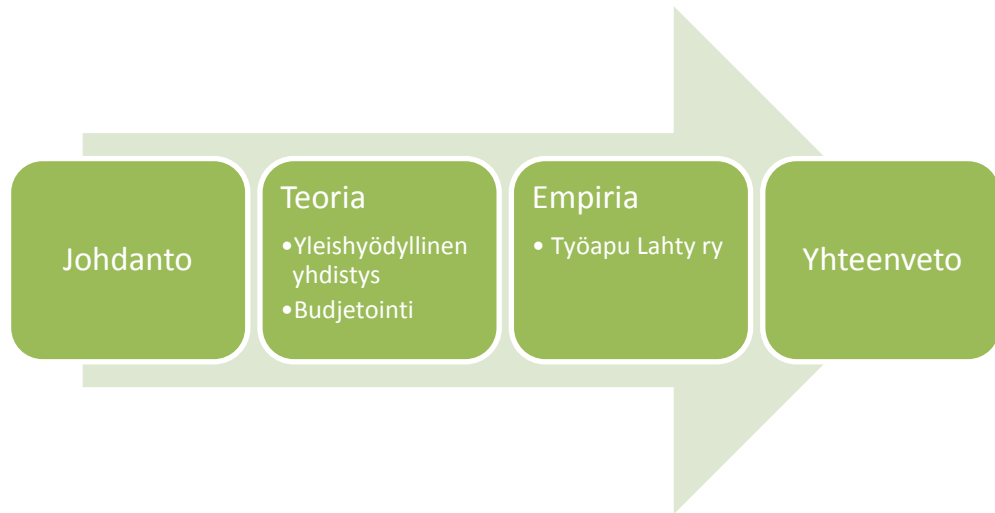 Johdanto
Teoria
•Yleishyödyllinen
yhdistys
•Budjetointi
Empiria
• Työapu Lahty ry
Yhteenveto